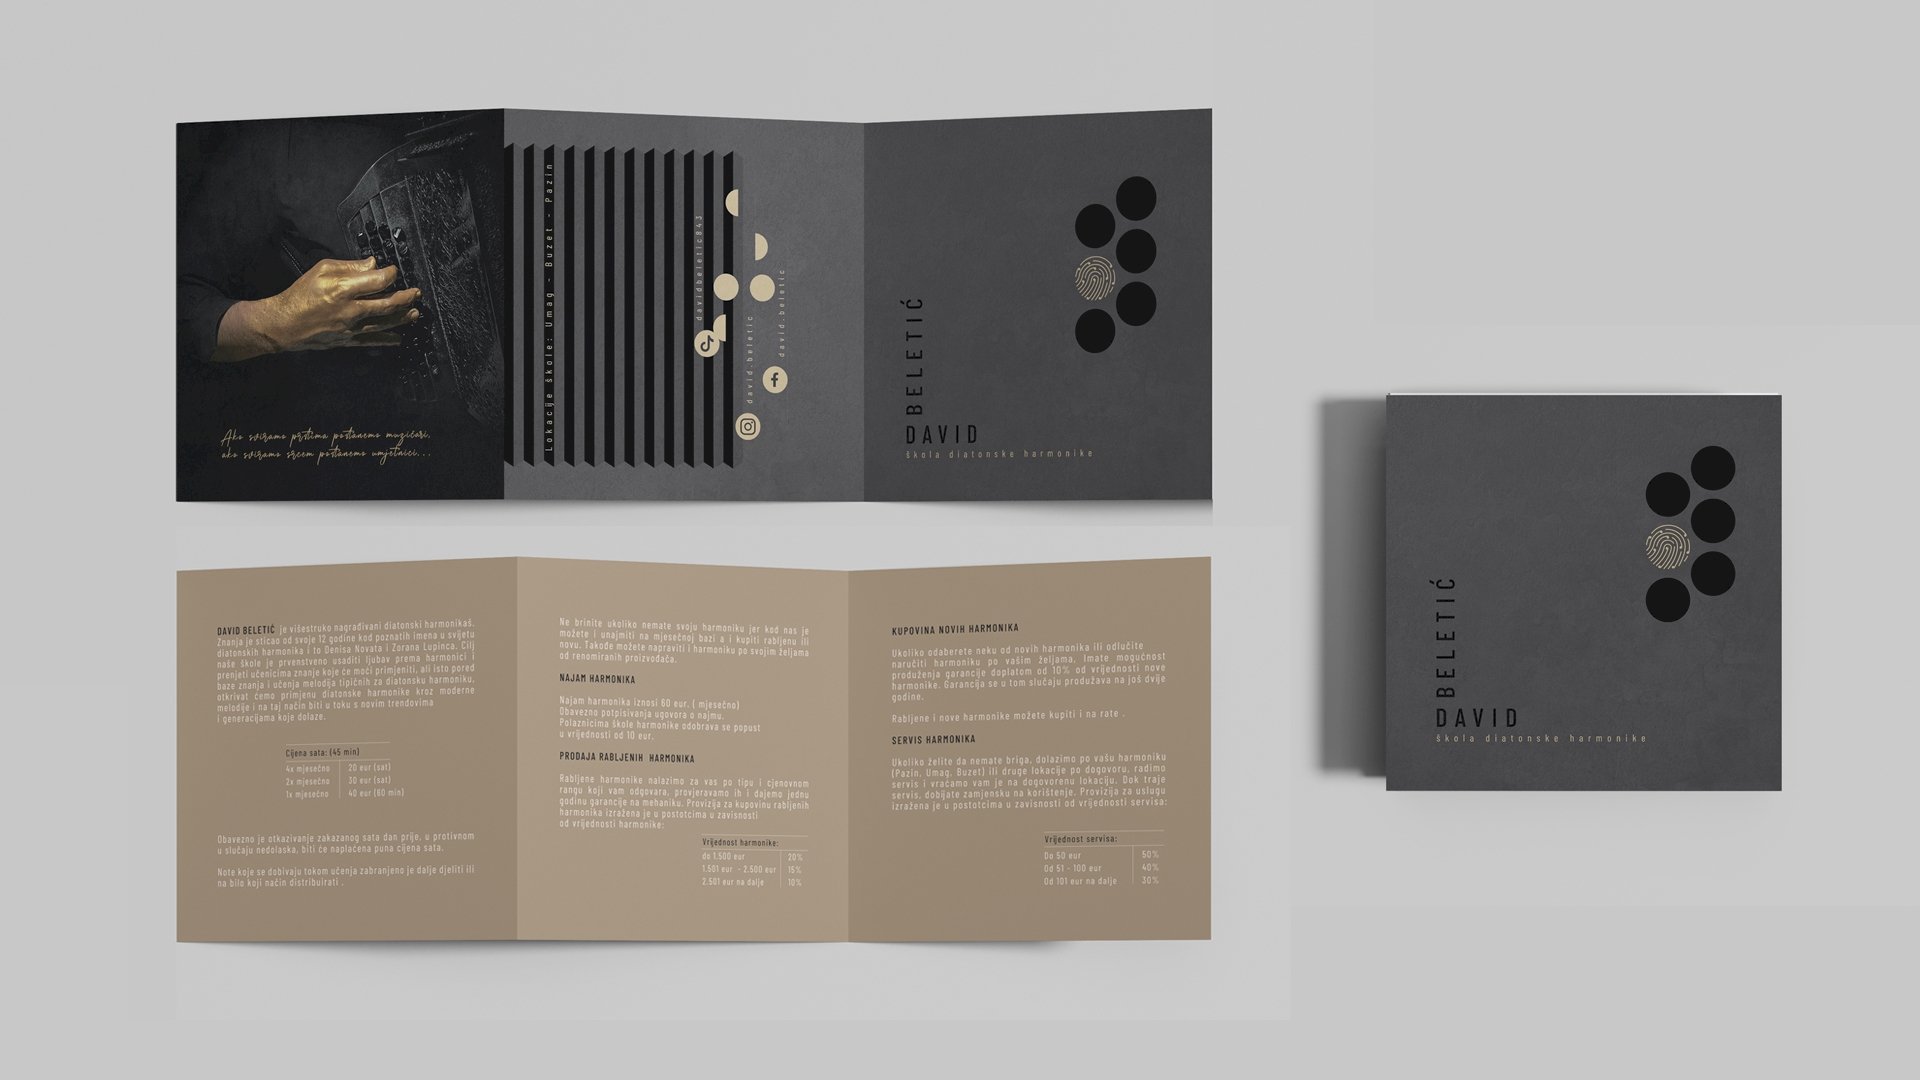 Ako sviramo prstima postanemo muzičari,
ako sviramo srcem postanemo umjetnici...
Lokacije škole: Umag - Buzet - Pazin
davidbeletic843
david.beletic
david.beletic
BELETIĆ
DAVID
škola diatonske harmonike
DAVID BELETIĆ je višestruko nagrađivani diatonski harmonikaš.
Znanja je sticao od svoje 12 godine kod poznatih imena u svijetu
diatonskih harmonika i to Denisa Novata i Zorana Lupinca. Cilj
naše škole je prvenstveno usaditi ljubav prema harmonici i
prenjeti učenicima znanje koje će moći primjeniti, ali isto pored
baze znanja i učenja melodija tipičnih za diatonsku harmoniku,
otkrivat ćemo primjenu diatonske harmonike kroz moderne
melodije i na taj način biti u toku s novim trendovima
i generacijama koje dolaze.
Cijena sata: (45 min)
4x mjesečno 20 eur (sat)
2x mjesečno 30 eur (sat)
1x mjesečno 40 eur (60 min)
Obavezno je otkazivanje zakazanog sata dan prije, u protivnom
u slučaju nedolaska, biti će naplaćena puna cijena sata.
Note koje se dobivaju tokom učenja zabranjeno je dalje djeliti ili
na bilo koji način distribuirati .
Ne brinite ukoliko nemate svoju harmoniku jer kod nas je
možete i unajmiti na mjesečnoj bazi a i kupiti rabljenu ili
novu. Takođe možete napraviti i harmoniku po svojim željama
od renomiranih proizvođača.
NAJAM HARMONIKA
Najam harmonika iznosi 60 eur. ( mjesečno)
Obavezno potpisivanja ugovora o najmu.
Polaznicima škole harmonike odobrava se popust
u vrijednosti od 10 eur.
PRODAJA RABLJENIH HARMONIKA
Rabljene harmonike nalazimo za vas po tipu i cjenovnom
rangu koji vam odgovara, provjeravamo ih i dajemo jednu
godinu garancije na mehaniku. Provizija za kupovinu rabljenih
harmonika izražena je u postotcima u zavisnosti
od vrijednosti harmonike:
Vrijednost harmonike:
do 1.500 eur 20%
1.501 eur - 2.500 eur 15%
2.501 eur na dalje 10%
KUPOVINA NOVIH HARMONIKA
Ukoliko odaberete neku od novih harmonika ili odlučite
naručiti harmoniku po vašim željama, Imate mogućnost
produženja garancije doplatom od 10% od vrijednosti nove
harmonike. Garancija se u tom slučaju produžava na još dvije
godine.
Rabljene i nove harmonike možete kupiti i na rate .
SERVIS HARMONIKA
Ukoliko želite da nemate briga, dolazimo po vašu harmoniku
(Pazin, Umag, Buzet) ili druge lokacije po dogovoru, radimo
servis i vraćamo vam je na dogovorenu lokaciju. Dok traje
servis, dobijate zamjensku na korištenje. Provizija za uslugu
izražena je u postotcima u zavisnosti od vrijednosti servisa:
Vrijednost servisa:
Do 50 eur 50%
Od 51 - 100 eur 40%
Od 101 eur na dalje 30%
BELETIĆ
DAVID
škola diatonske harmonike